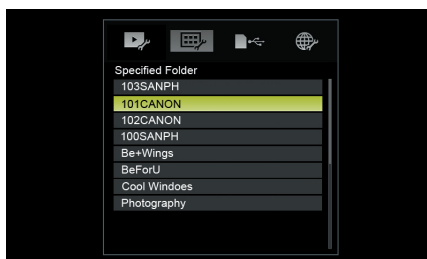 Specified Folder
103SANPH
101CANON
102CANON
100SANPH
Be+Wings
BeForU
Cool Windoes
Photography